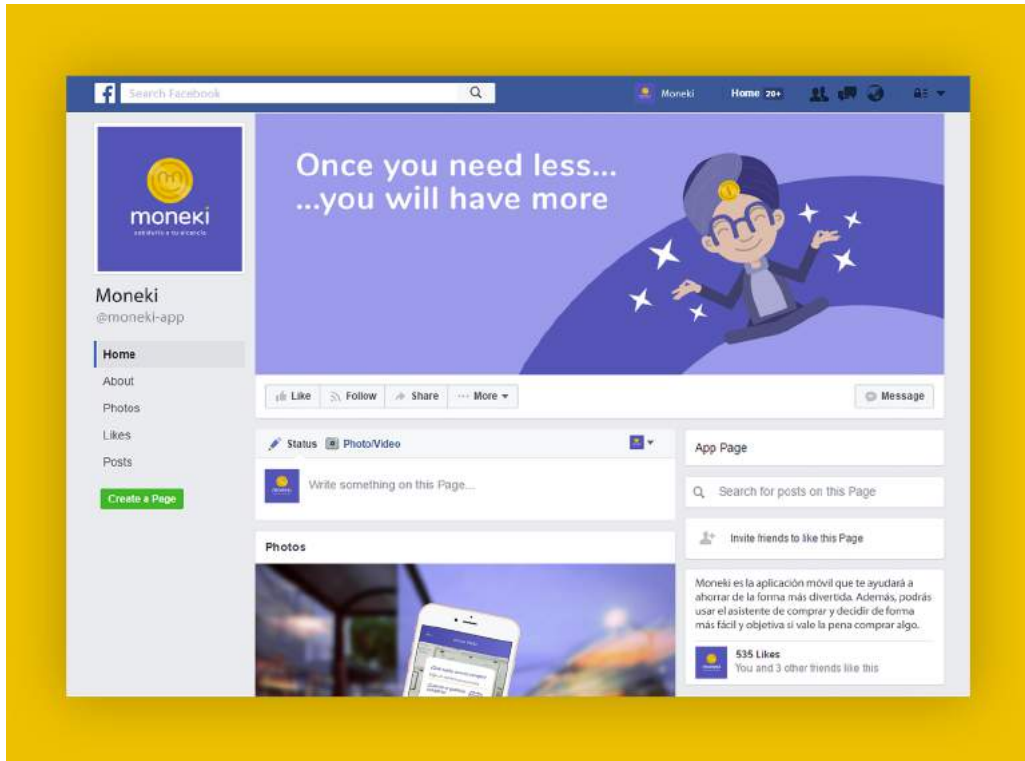 Search Facebook
Moneki
Home 20+
moneki
sabiduría a tu alcance
Once you need less...
...you will have more
Moneki
@moneki-app
Home
About
Photos
Likes
Posts
Create a Page
Like
Follow
Share
More
Message
Status
Photo/Video
Write something on this Page...
Photos
App Page
Search for posts on this Page
Invite friends to like this Page
Moneki es la aplicación móvil que te ayudará a
ahorrar de la forma más divertida. Además, podrás
usar el asistente de comprar y decidir de forma
más fácil y objetiva si vale la pena comprar algo.
535 Likes
You and 3 other friends like this